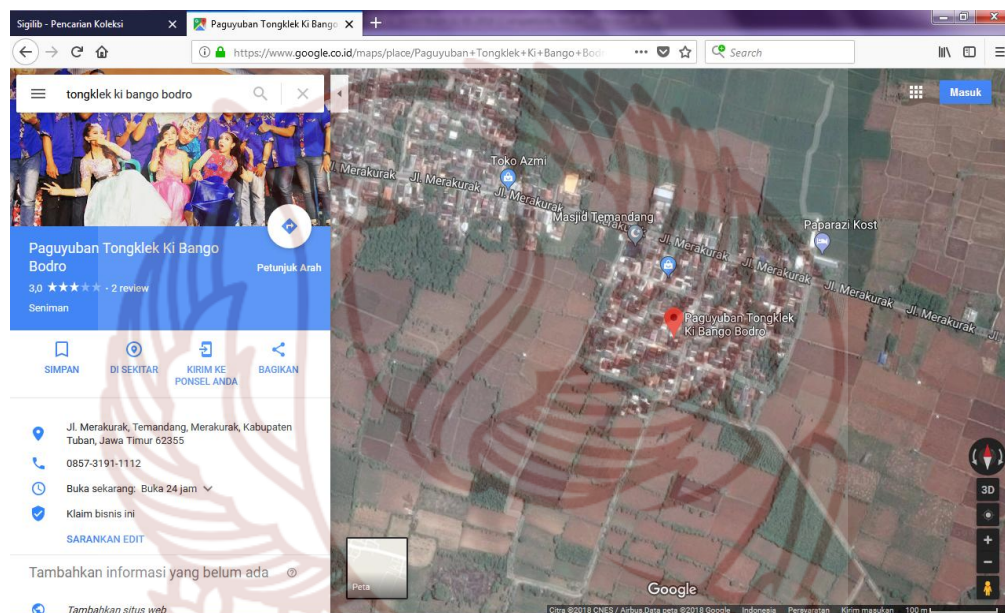 Sigilib - Pencarian Koleksi
Paguyuban Tongklek Ki Bango
https://www.google.co.id/maps/place/Paguyuban+Tongklek+Ki+Bango+Bod
Search
tongklek ki bango bodro
Masuk
Paguyuban Tongklek Ki Bango
Bodro
Petunjuk Arah
3,0 ★★★★★ · 2 review
Seniman
SIMPAN
DI SEKITAR
KIRIM KE
PONSEL ANDA
BAGIKAN
Jl. Merakurak, Temandang, Merakurak, Kabupaten
Tuban, Jawa Timur 62355
0857-3191-1112
Buka sekarang: Buka 24 jam
Klaim bisnis ini
SARANKAN EDIT
Tambahkan informasi yang belum ada
Tambahkan situs web
Toko Azmi
Jl. Merakurak
Jl. Merakurak
Jl. Merakurak
Masjid Temandang
Jl. Merakurak
Jl. Merakurak
Jl. Merakurak
Jl. Merakurak
Paparazi Kost
Paguyuban Tongklek
Ki Bango Bodro
3D
Peta
Google
Citra ©2018 CNES / Airbus, Data peta ©2018 Google Indonesia Persyaratan Kirim masukan 100 m